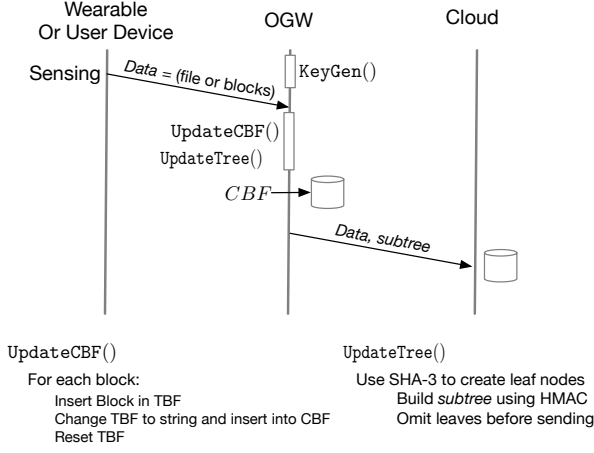 Wearable
Or User Device
OGW
Cloud
Sensing
Data = (file or blocks)
KeyGen()
UpdateCBF()
UpdateTree()
CBF
Data, subtree
UpdateCBF()
For each block:
Insert Block in TBF
Change TBF to string and insert into CBF
Reset TBF
UpdateTree()
Use SHA-3 to create leaf nodes
Build subtree using HMAC
Omit leaves before sending